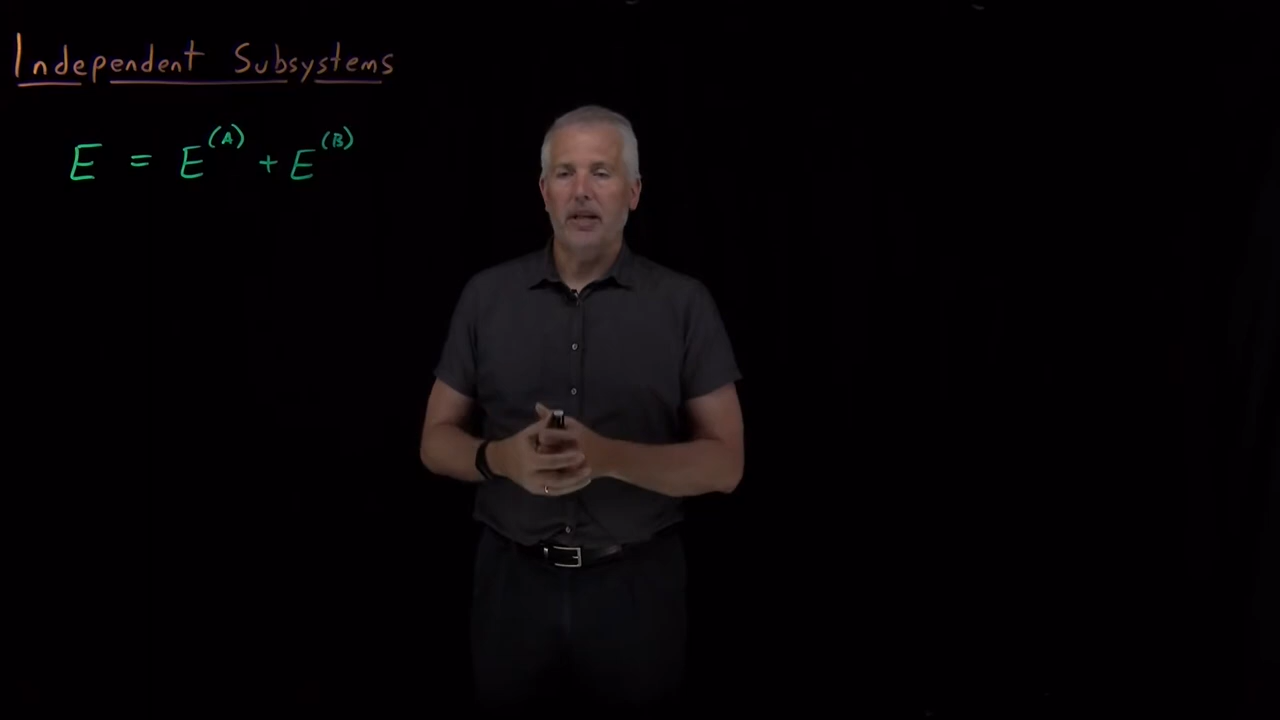 Independent Subsystems
E = E^(A) + E^(B)